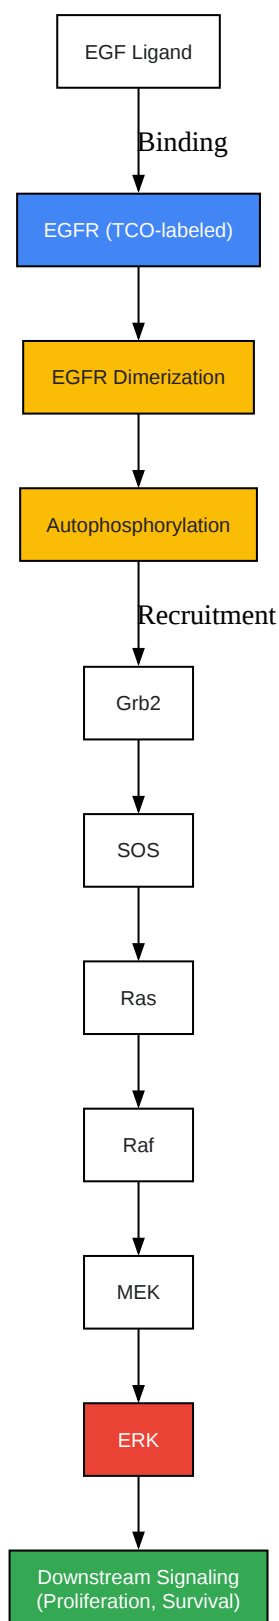 EGF Ligand
Binding
EGFR (TCO-labeled)
EGFR Dimerization
Autophosphorylation
Recruitment
Grb2
SOS
Ras
Raf
MEK
ERK
Downstream Signaling
(Proliferation, Survival)